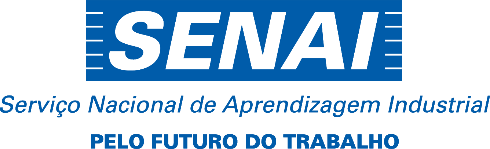 SENAI
Serviço Nacional de Aprendizagem Industrial
PELO FUTURO DO TRABALHO